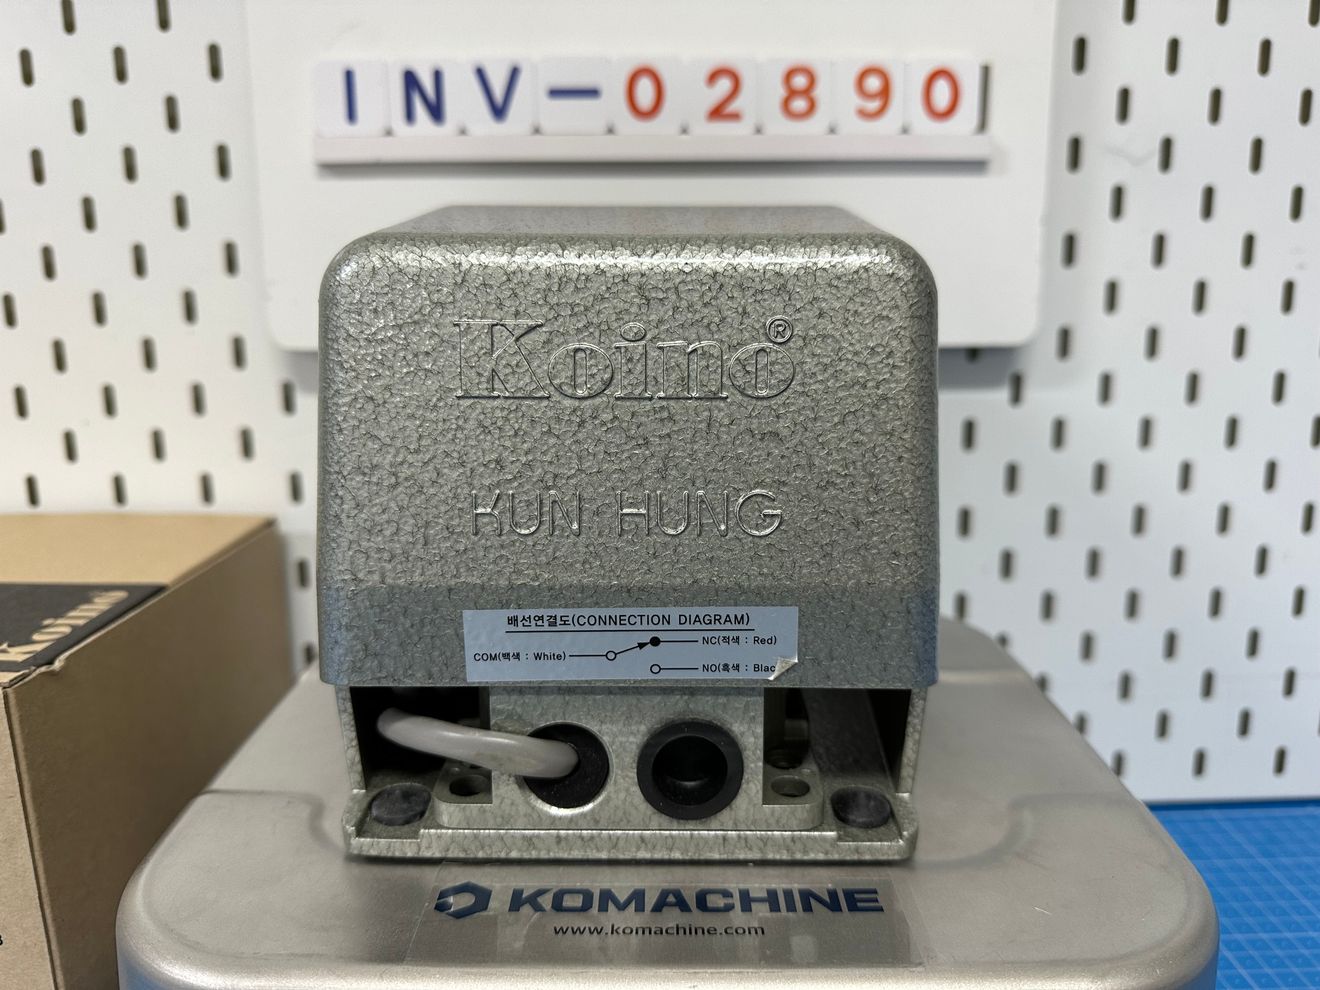 INV-02890
Koino®
KUN HUNG
배선연결도(CONNECTION DIAGRAM)
NC(적색 : Red)
COM(백색 : White)
NO(흑색 : Blac
Koino
KOMACHINE
www.komachine.com